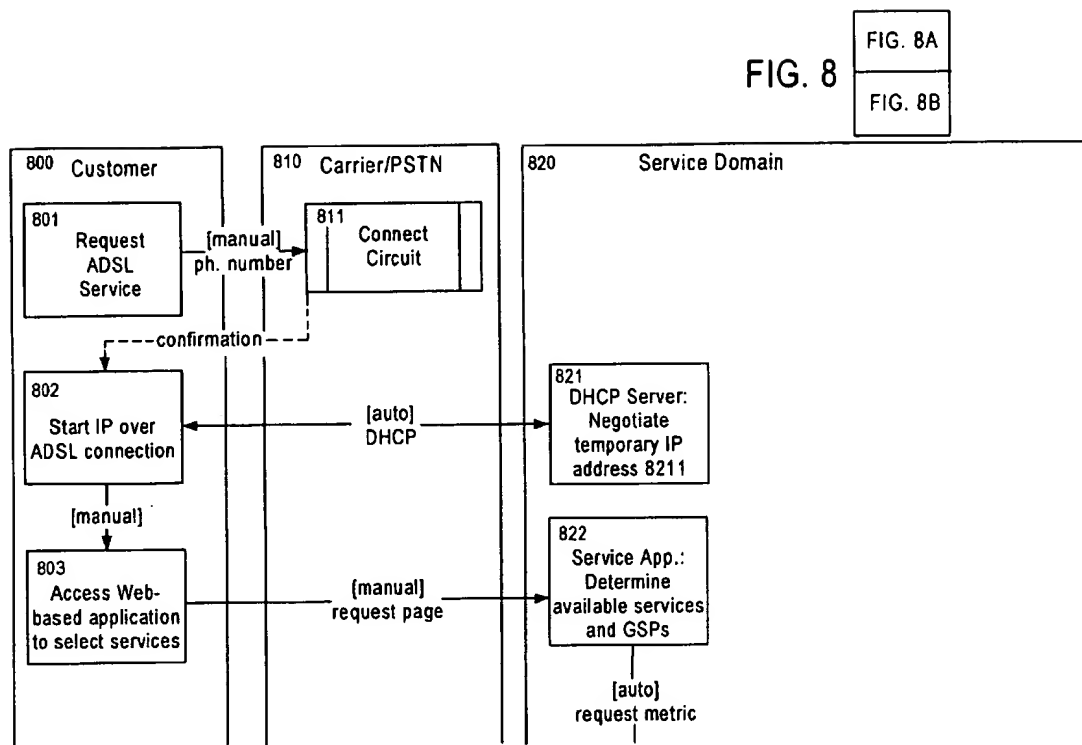 FIG. 8
FIG. 8A
FIG. 8B
800 Customer
810 Carrier/PSTN
820 Service Domain
801
Request
ADSL
Service
[manual]
ph. number
811
Connect
Circuit
confirmation
802
Start IP over
ADSL connection
[auto]
DHCP
821
DHCP Server:
Negotiate
temporary IP
address 8211
[manual]
803
Access Web-
based application
to select services
[manual]
request page
822
Service App.:
Determine
available services
and GSPs
[auto]
request metric